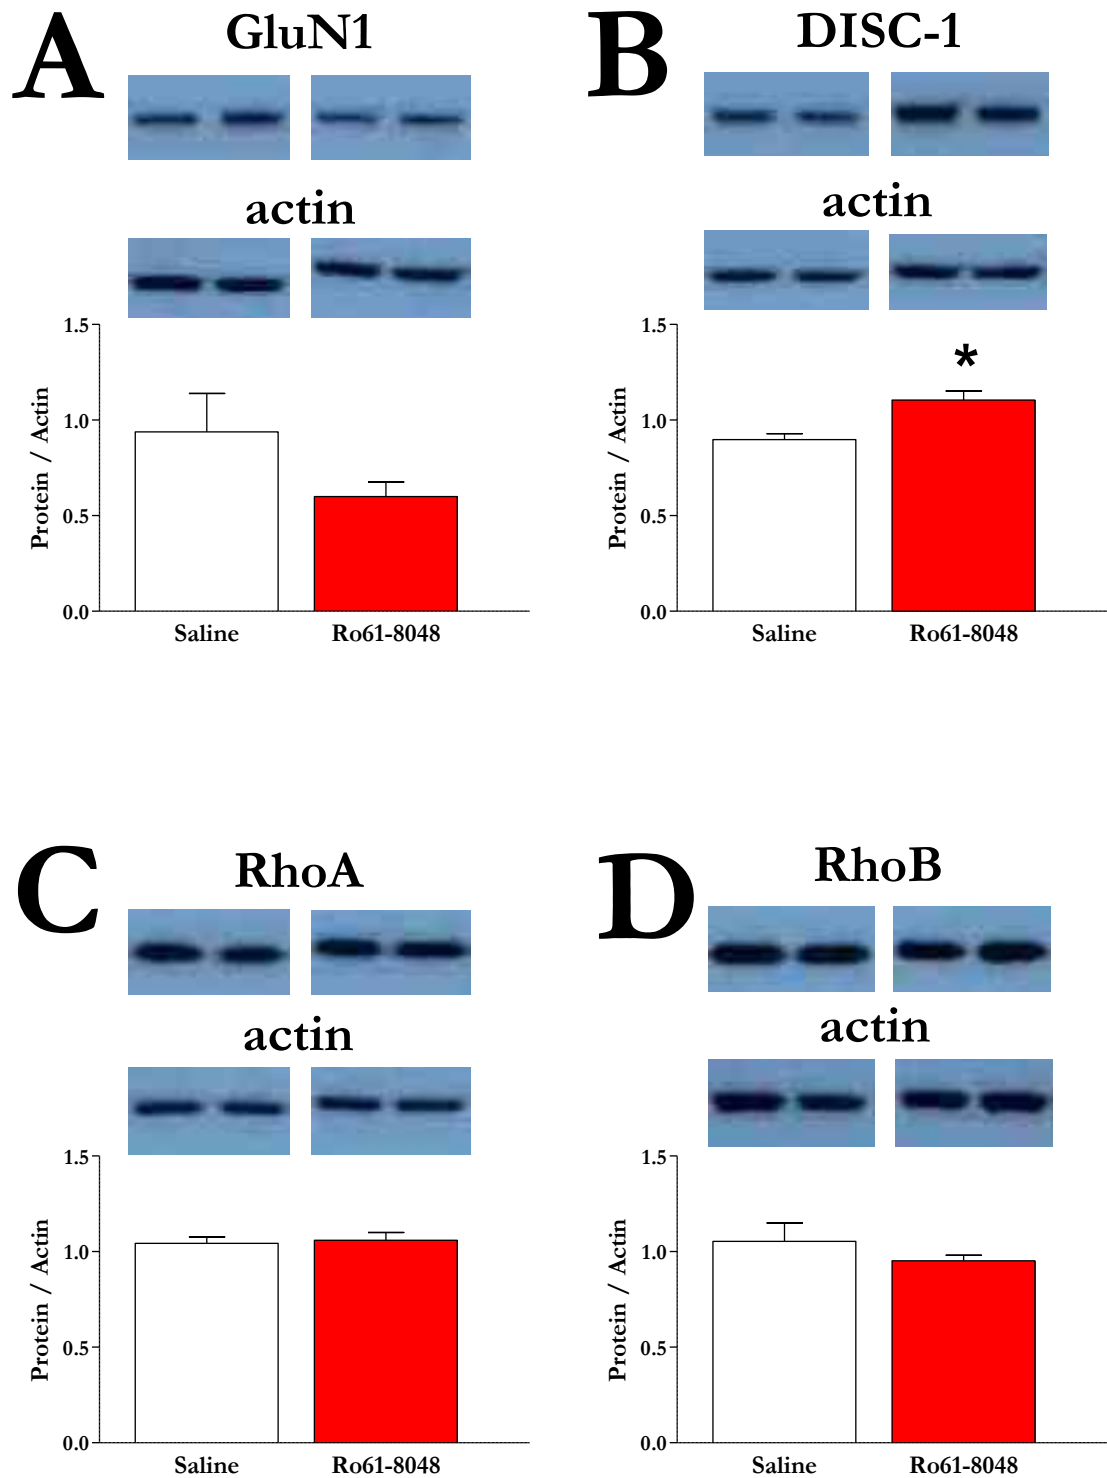 A
GluN1
actin
1.5
1.0
0.5
0.0
Protein / Actin
Saline
Ro61-8048
B
DISC-1
actin
1.5
1.0
0.5
0.0
Protein / Actin
*
Saline
Ro61-8048
C
RhoA
actin
1.5
1.0
0.5
0.0
Protein / Actin
Saline
Ro61-8048
D
RhoB
actin
1.5
1.0
0.5
0.0
Protein / Actin
Saline
Ro61-8048